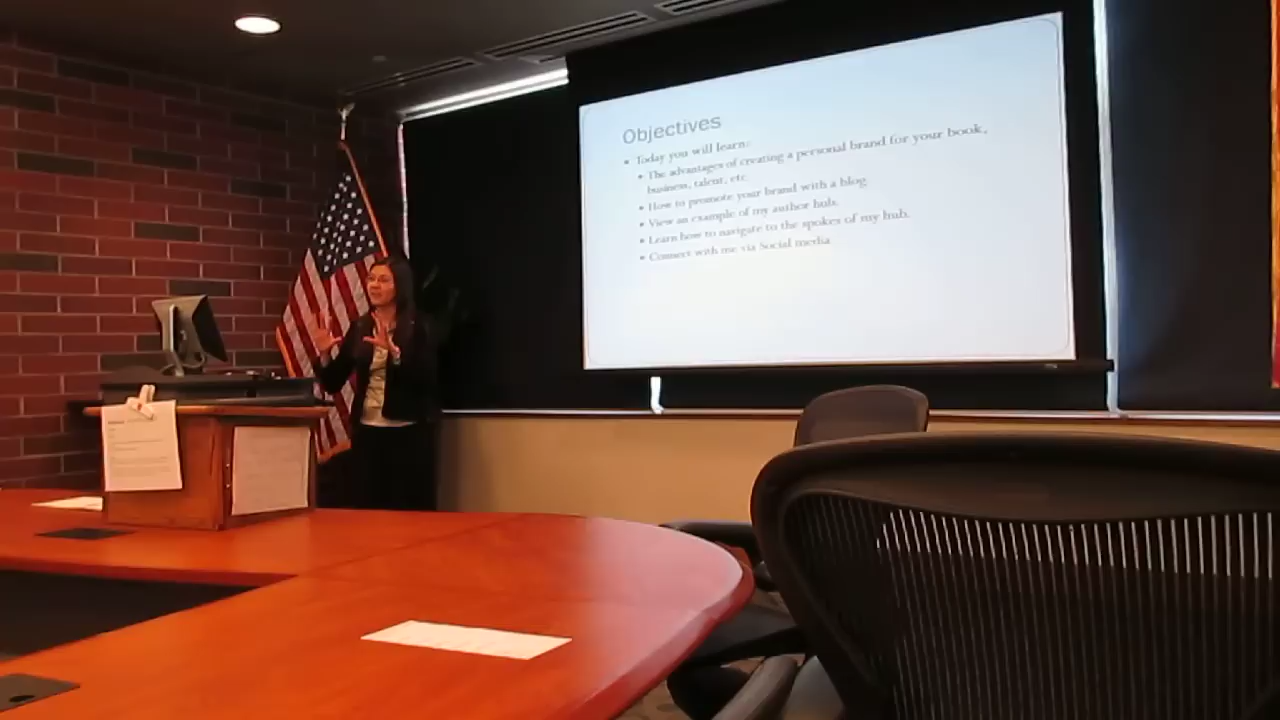 Objectives
• Today you will learn:
• The advantages of creating a personal brand for your book,
business, talent, etc.
• How to promote your brand with a blog.
• View an example of my author hub.
• Learn how to navigate to the spokes of my hub.
• Connect with me via Social media